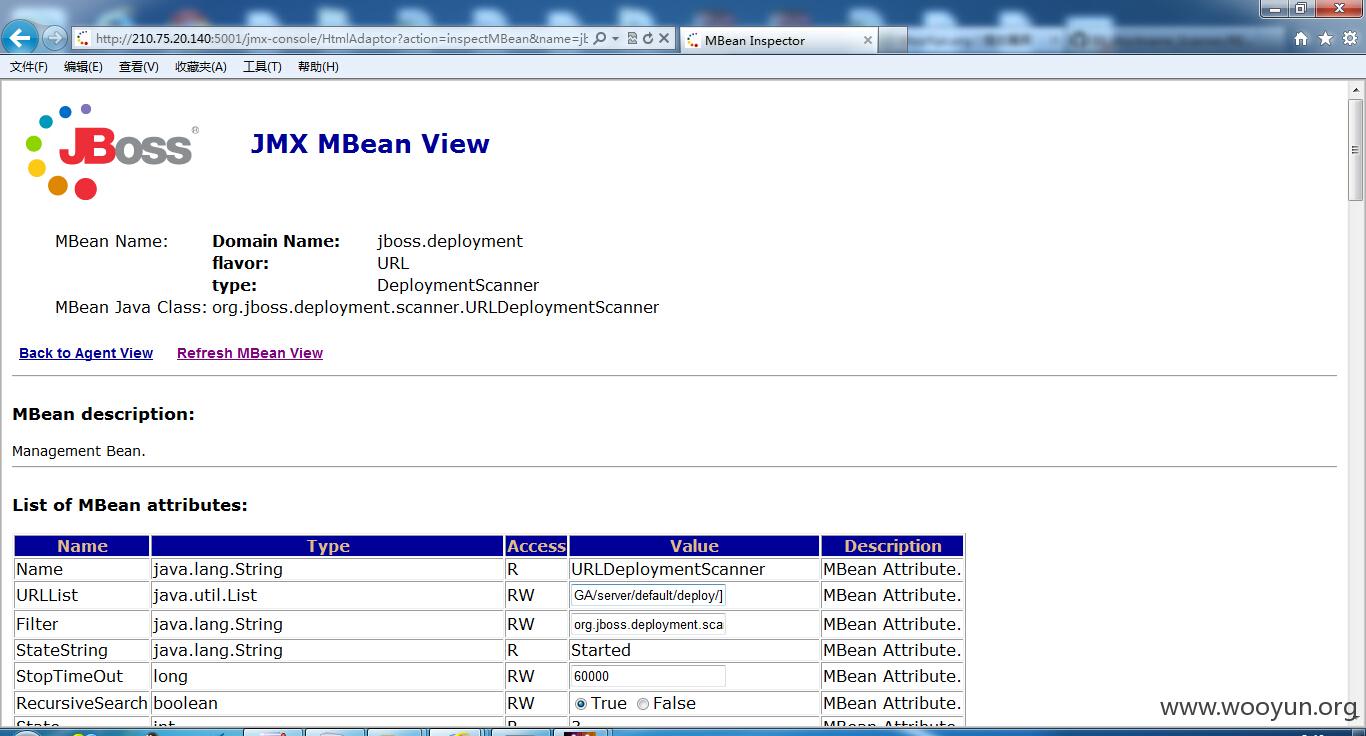 http://210.75.20.140:5001/jmx-console/HtmlAdaptor?action=inspectMBean&name=jb
MBean Inspector
文件(F) 编辑(E) 查看(V) 收藏夹(A) 工具(T) 帮助(H)
JBoss®
JMX MBean View
MBean Name: Domain Name: jboss.deployment
flavor: URL
type: DeploymentScanner
MBean Java Class: org.jboss.deployment.scanner.URLDeploymentScanner
Back to Agent View Refresh MBean View
MBean description:
Management Bean.
List of MBean attributes:
Name Type Access Value Description
Name java.lang.String R URLDeploymentScanner MBean Attribute.
URLList java.util.List RW GA/server/default/deploy/] MBean Attribute.
Filter java.lang.String RW org.jboss.deployment.sca MBean Attribute.
StateString java.lang.String R Started MBean Attribute.
StopTimeOut long RW 60000 MBean Attribute.
RecursiveSearch boolean RW True False MBean Attribute.
State int R 3 MBean Attribute.
www.wooyun.org